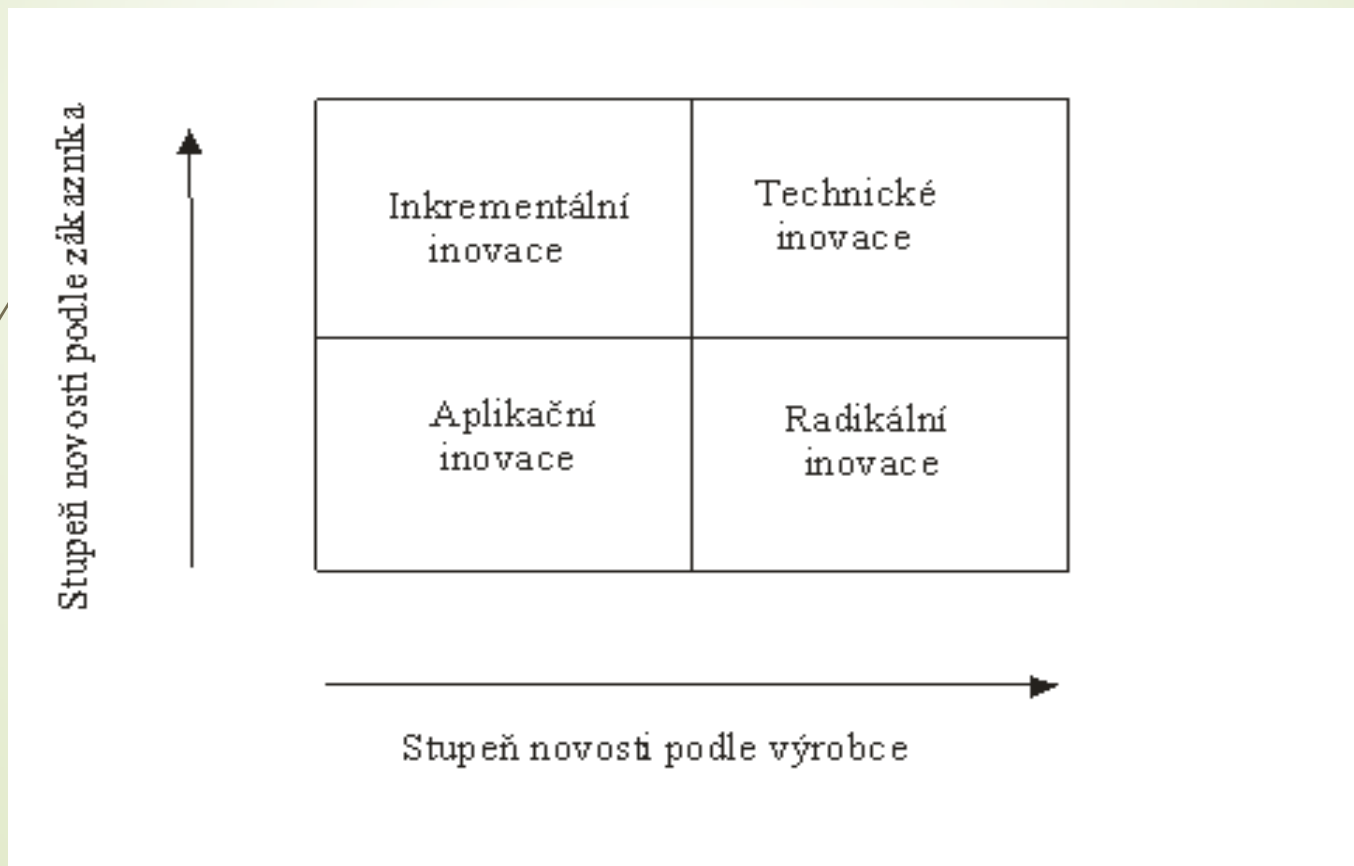 Stupeň novosti podle zákazníka
Inkrementální
inovace
Technické
inovace
Aplikační
inovace
Radikální
inovace
Stupeň novosti podle výrobce